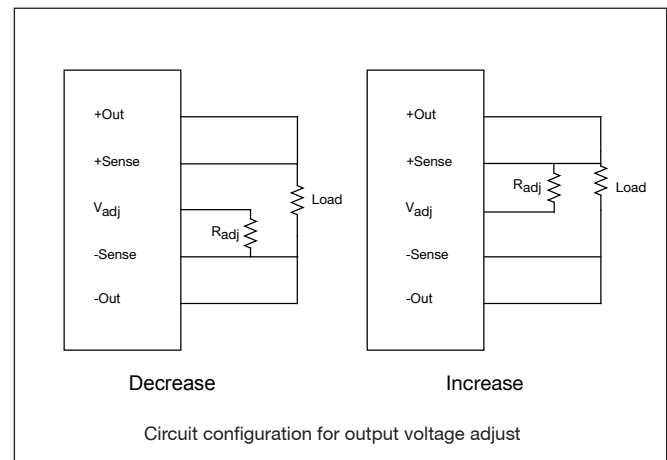 +Out
+Sense
Vadj
-Sense
-Out
Radj
Load
Decrease
+Out
+Sense
Vadj
-Sense
-Out
Radj
Load
Increase
Circuit configuration for output voltage adjust